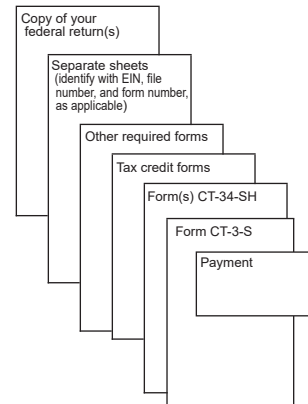 Copy of your
federal return(s)
Separate sheets
(identify with EIN, file
number, and form number,
as applicable)
Other required forms
Tax credit forms
Form(s) CT-34-SH
Form CT-3-S
Payment